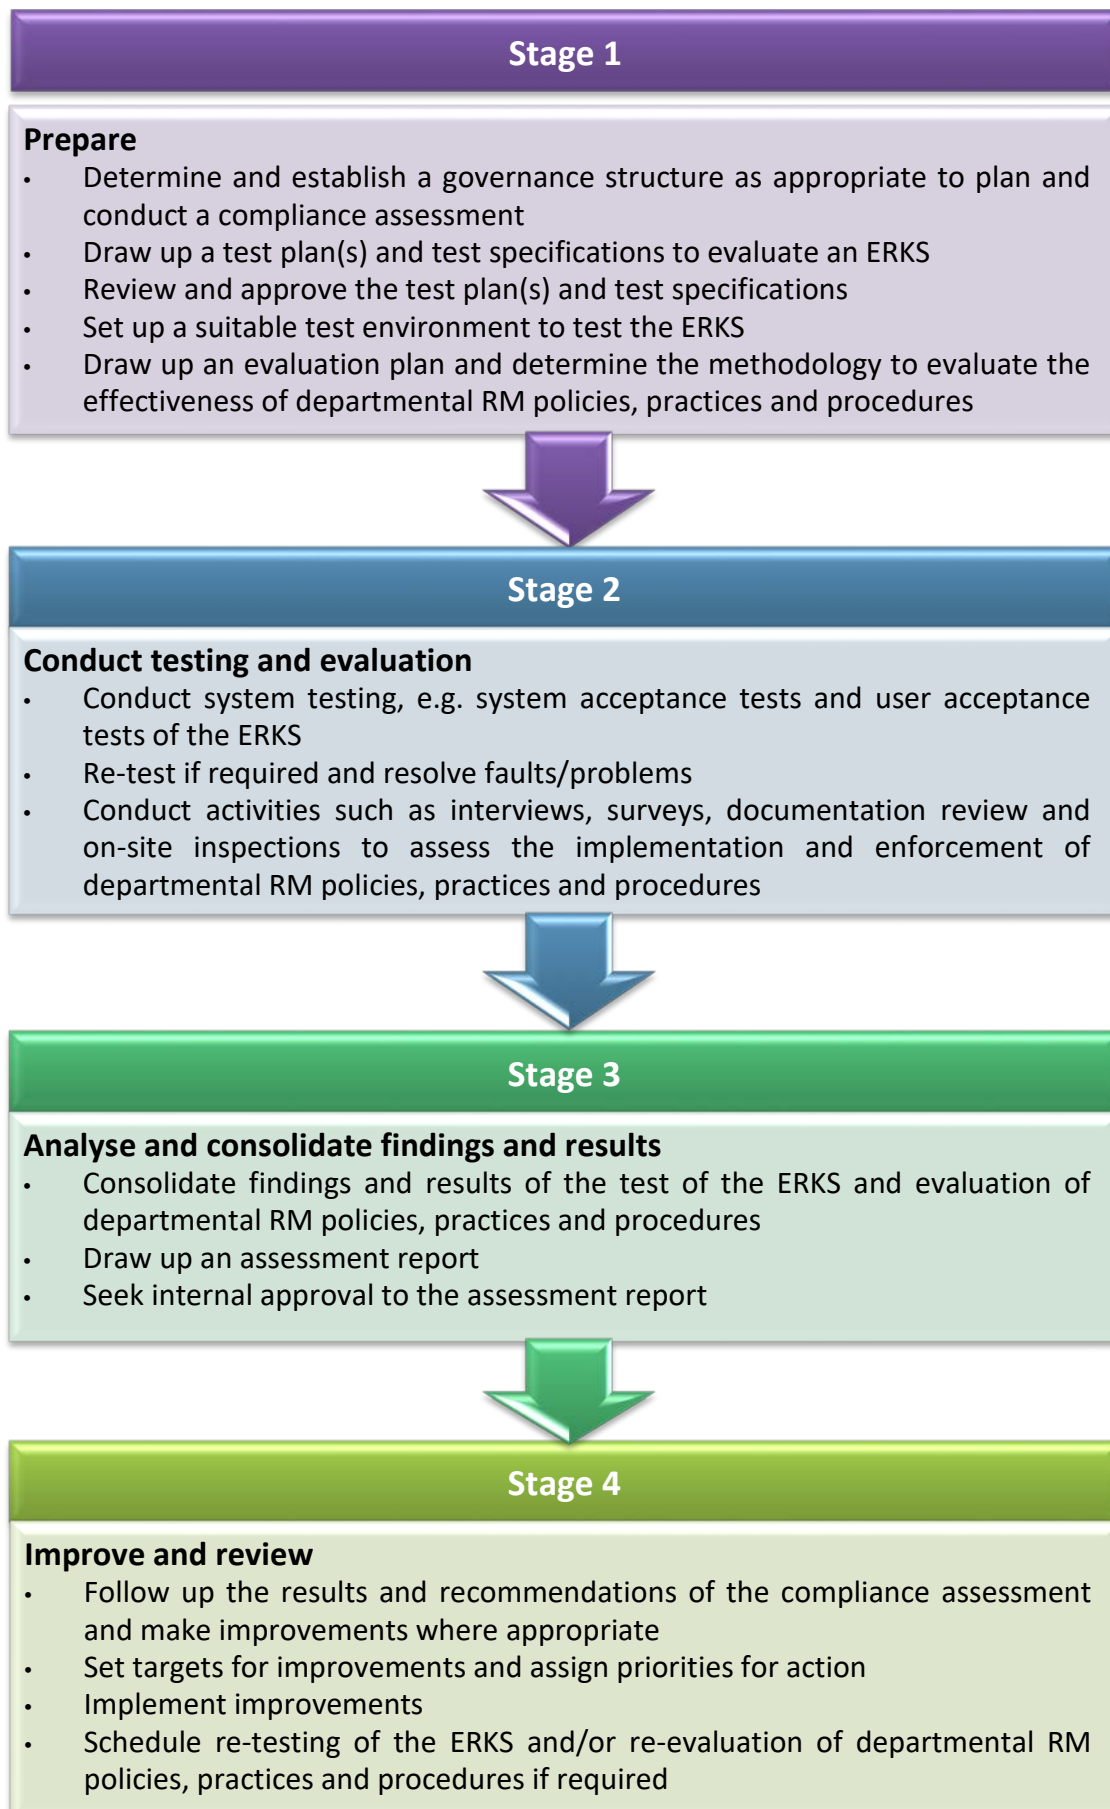 Stage 1
Prepare
• Determine and establish a governance structure as appropriate to plan and
conduct a compliance assessment
• Draw up a test plan(s) and test specifications to evaluate an ERKS
• Review and approve the test plan(s) and test specifications
• Set up a suitable test environment to test the ERKS
• Draw up an evaluation plan and determine the methodology to evaluate the
effectiveness of departmental RM policies, practices and procedures
Stage 2
Conduct testing and evaluation
• Conduct system testing, e.g. system acceptance tests and user acceptance
tests of the ERKS
• Re-test if required and resolve faults/problems
• Conduct activities such as interviews, surveys, documentation review and
on-site inspections to assess the implementation and enforcement of
departmental RM policies, practices and procedures
Stage 3
Analyse and consolidate findings and results
• Consolidate findings and results of the test of the ERKS and evaluation of
departmental RM policies, practices and procedures
• Draw up an assessment report
• Seek internal approval to the assessment report
Stage 4
Improve and review
• Follow up the results and recommendations of the compliance assessment
and make improvements where appropriate
• Set targets for improvements and assign priorities for action
• Implement improvements
• Schedule re-testing of the ERKS and/or re-evaluation of departmental RM
policies, practices and procedures if required